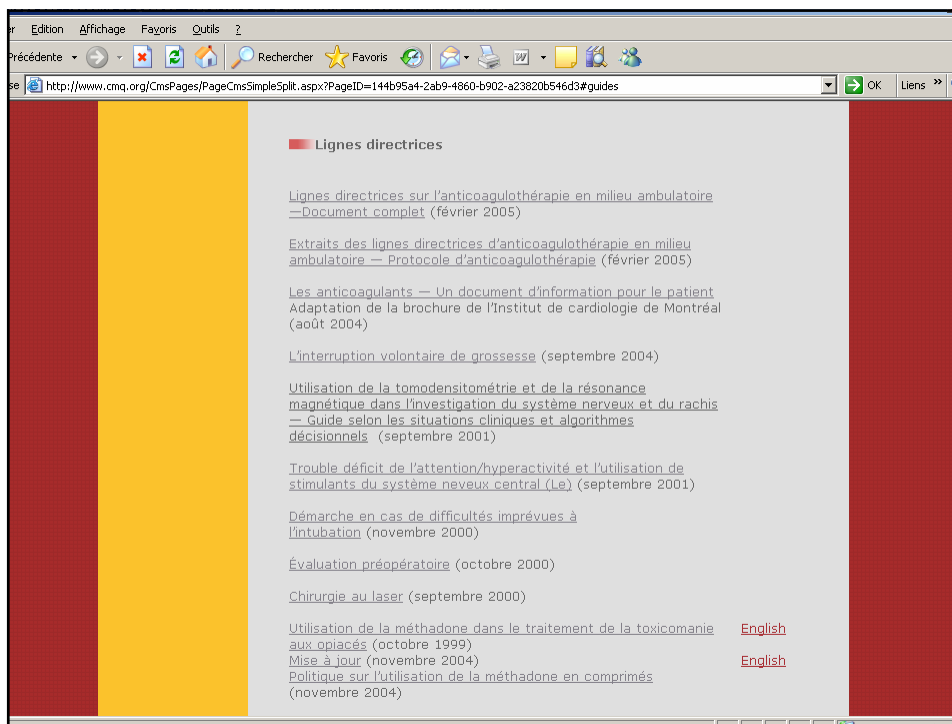 Edition Affichage Favoris Outils ?
Précédente Rechercher Favoris
http://www.cmq.org/CmsPages/PageCmsSimpleSplit.aspx?PageID=144b95a4-2ab9-4860-b902-a23820b546d3#guides OK Liens »
Lignes directrices
Lignes directrices sur l'anticoagulothérapie en milieu ambulatoire
—Document complet (février 2005)
Extraits des lignes directrices d'anticoagulothérapie en milieu
ambulatoire — Protocole d'anticoagulothérapie (février 2005)
Les anticoagulants — Un document d'information pour le patient
Adaptation de la brochure de l'Institut de cardiologie de Montréal
(août 2004)
L'interruption volontaire de grossesse (septembre 2004)
Utilisation de la tomodensitométrie et de la résonance
magnétique dans l'investigation du système nerveux et du rachis
— Guide selon les situations cliniques et algorithmes
décisionnels (septembre 2001)
Trouble déficit de l'attention/hyperactivité et l'utilisation de
stimulants du système neveux central (Le) (septembre 2001)
Démarche en cas de difficultés imprévues à
l'intubation (novembre 2000)
Évaluation préopératoire (octobre 2000)
Chirurgie au laser (septembre 2000)
Utilisation de la méthadone dans le traitement de la toxicomanie English
aux opiacés (octobre 1999)
Mise à jour (novembre 2004) English
Politique sur l'utilisation de la méthadone en comprimés
(novembre 2004)